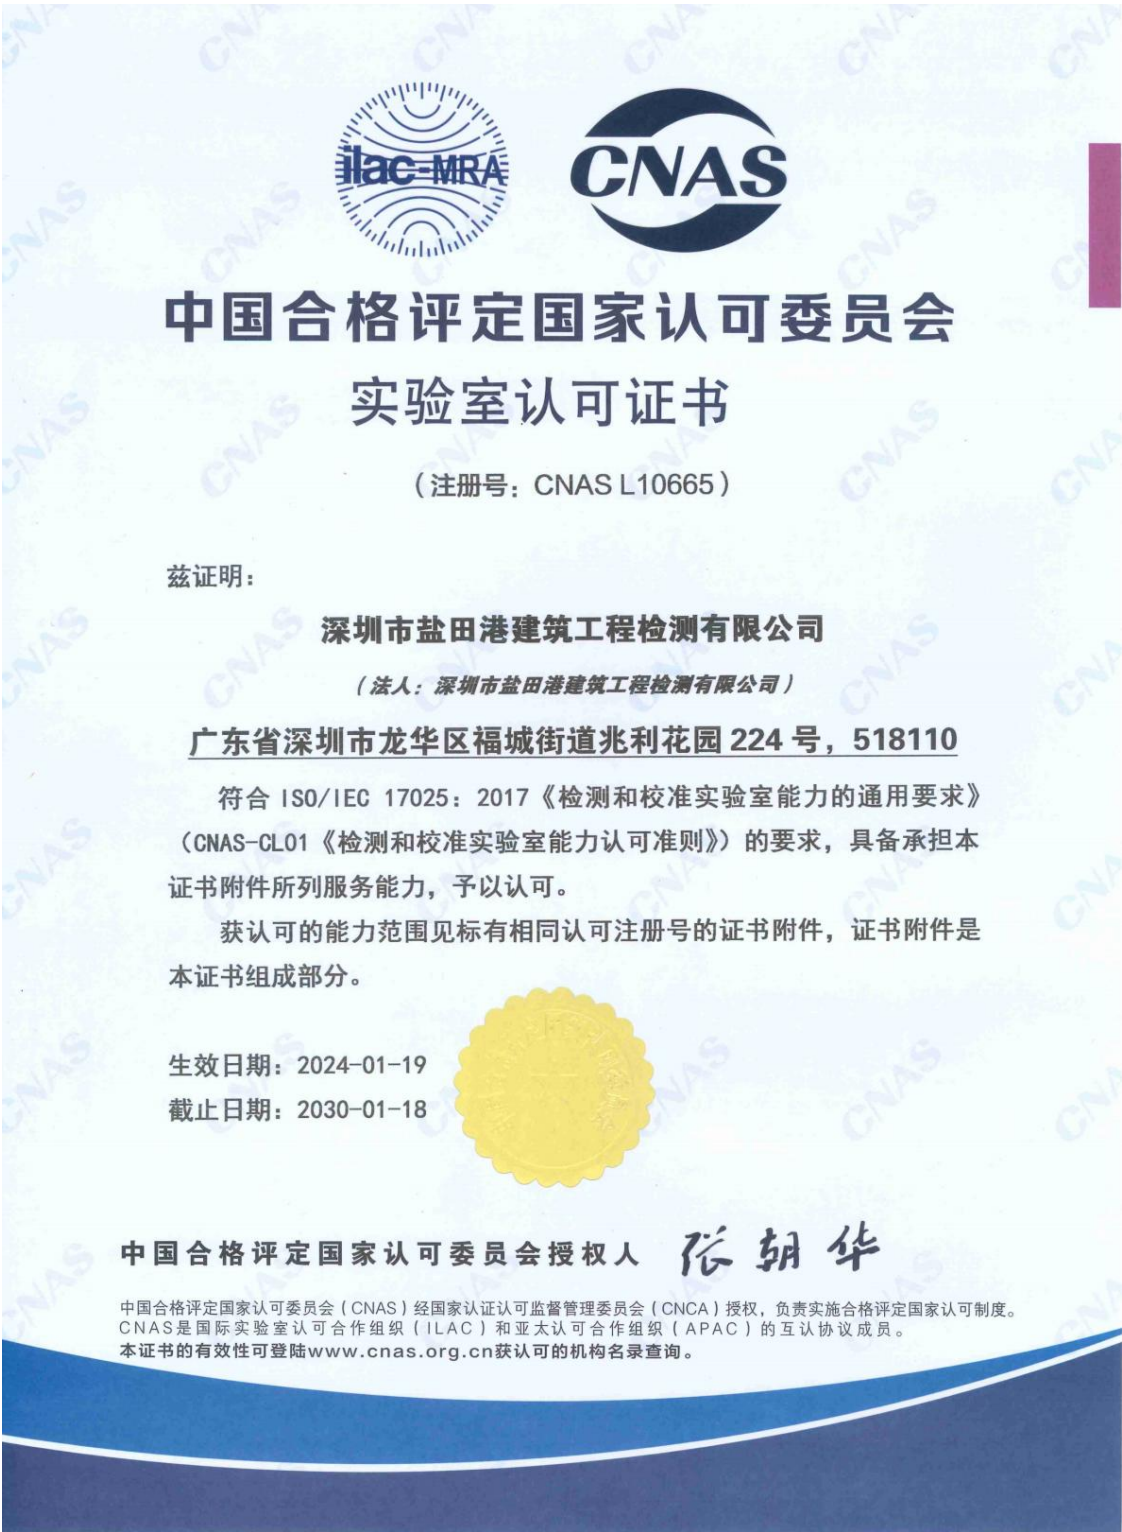 ilac-MRA
CNAS
中国合格评定国家认可委员会
实验室认可证书
（注册号：CNAS L10665）
兹证明：
深圳市盐田港建筑工程检测有限公司
（法人：深圳市盐田港建筑工程检测有限公司）
广东省深圳市龙华区福城街道兆利花园 224 号，518110
符合 ISO/IEC 17025：2017《检测和校准实验室能力的通用要求》
（CNAS-CL01《检测和校准实验室能力认可准则》）的要求，具备承担本
证书附件所列服务能力，予以认可。
获认可的能力范围见标有相同认可注册号的证书附件，证书附件是
本证书组成部分。
生效日期：2024-01-19
截止日期：2030-01-18
中国合格评定国家认可委员会授权人 张朝华
中国合格评定国家认可委员会（CNAS）经国家认证认可监督管理委员会（CNCA）授权，负责实施合格评定国家认可制度。
CNAS是国际实验室认可合作组织（ILAC）和亚太认可合作组织（APAC）的互认协议成员。
本证书的有效性可登陆www.cnas.org.cn获认可的机构名录查询。